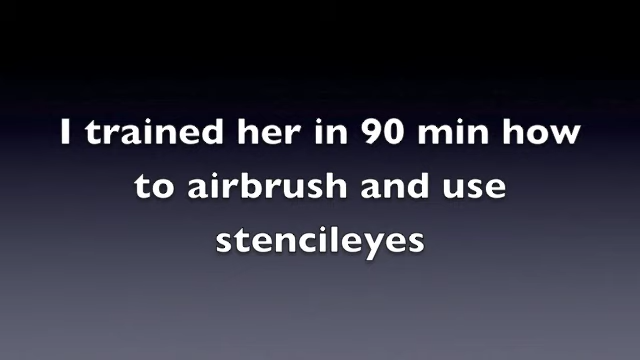 I trained her in 90 min how
to airbrush and use
stencileyes